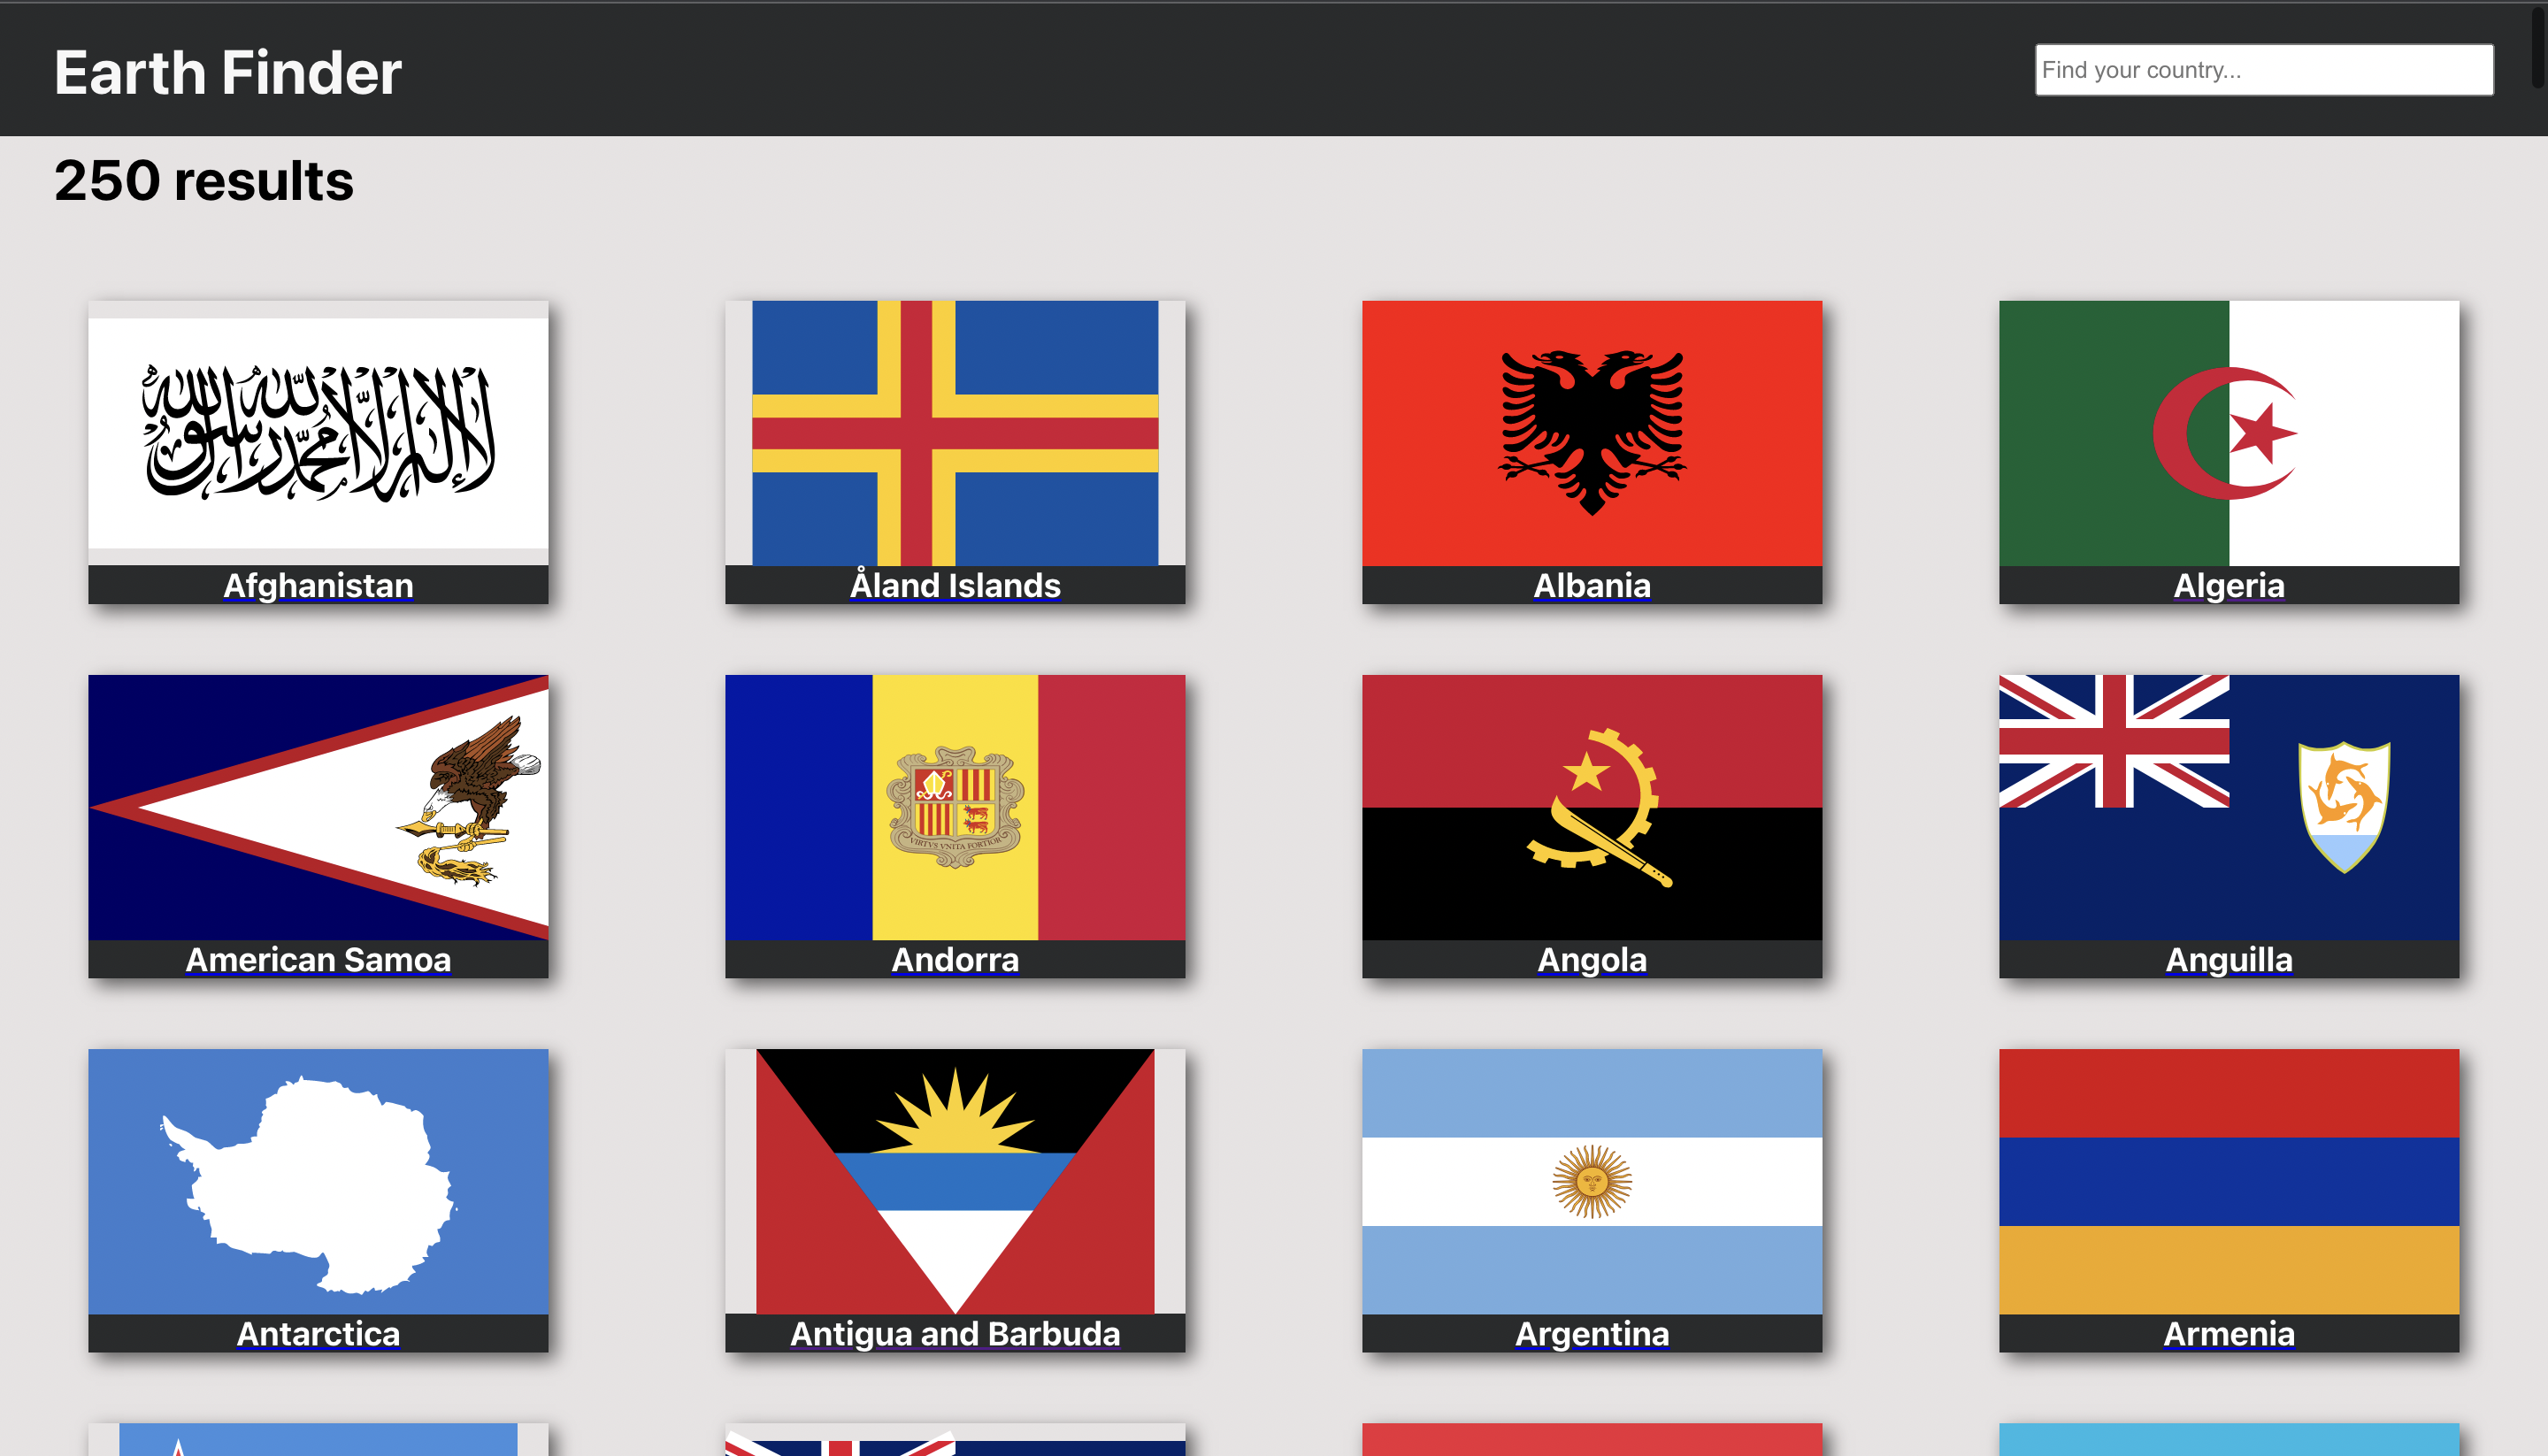 Earth Finder
Find your country...
250 results
لا إله إلا الله محمد رسول الله
Afghanistan
Åland Islands
Albania
Algeria
VIRTVS VNITA FORTIOR
American Samoa
Andorra
Angola
Anguilla
Antarctica
Antigua and Barbuda
Argentina
Armenia